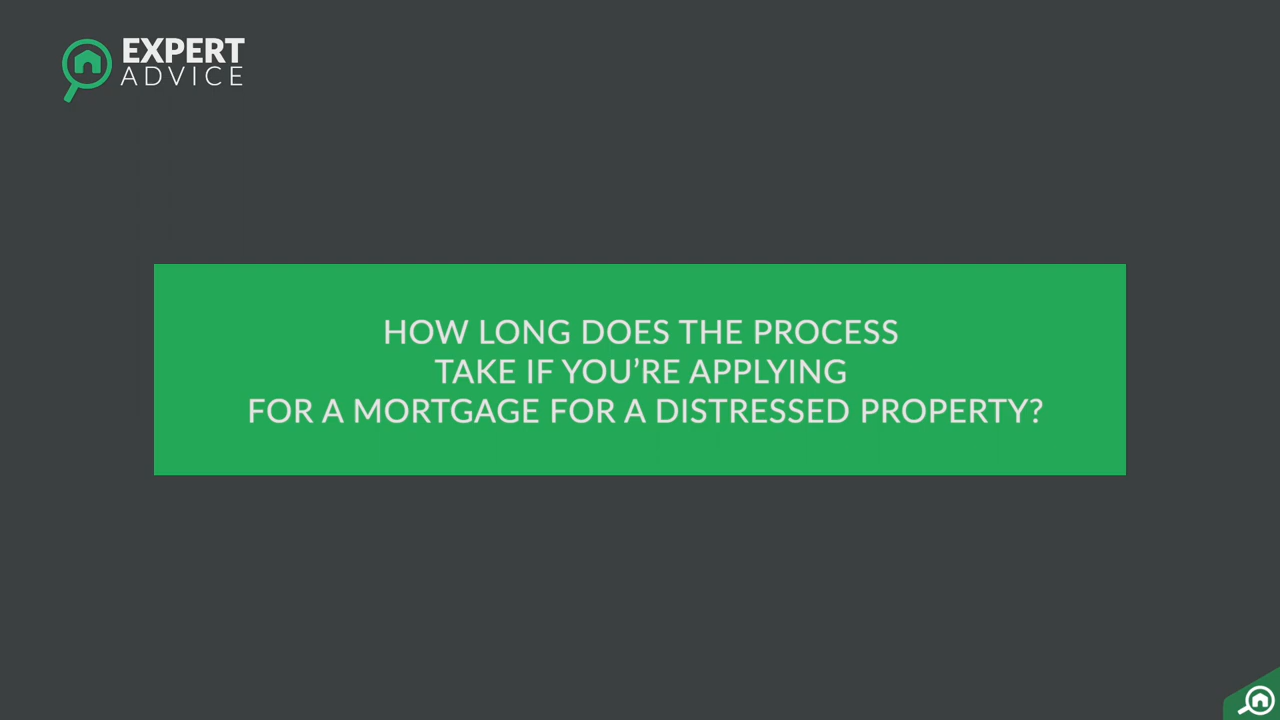 EXPERT
ADVICE
HOW LONG DOES THE PROCESS
TAKE IF YOU’RE APPLYING
FOR A MORTGAGE FOR A DISTRESSED PROPERTY?